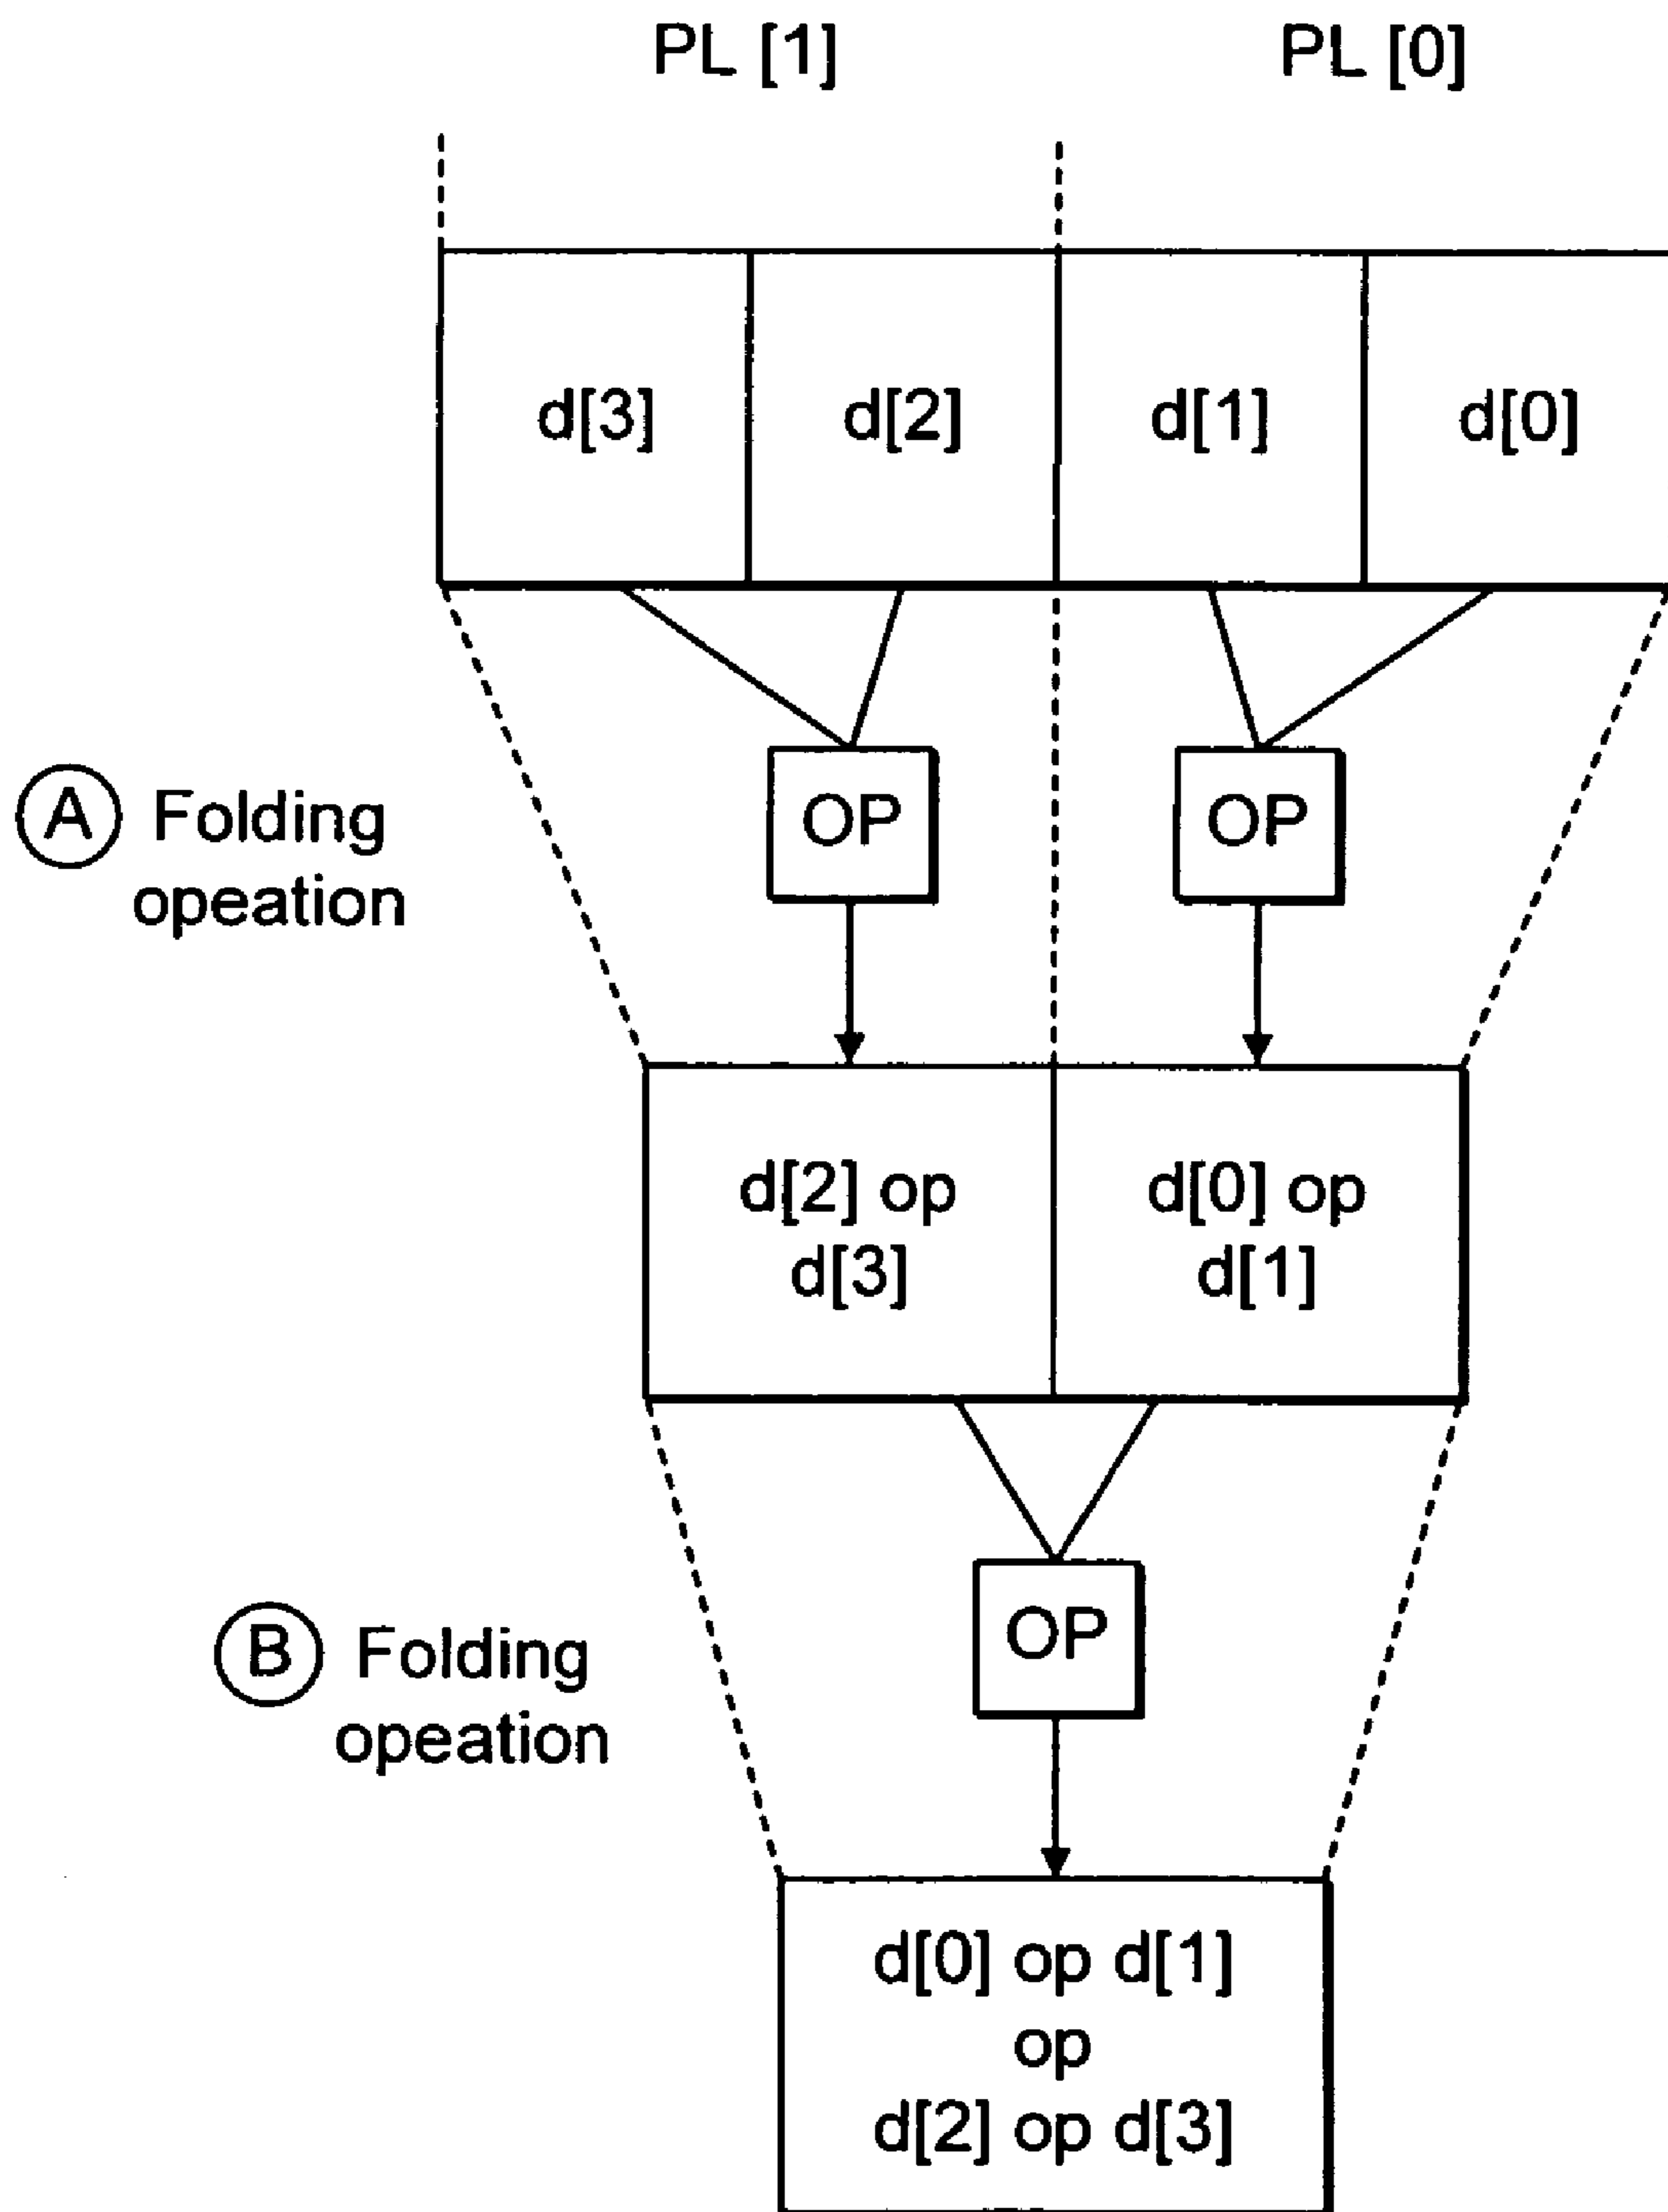 PL [1] PL [0]
d[3] d[2] d[1] d[0]
OP OP
A Folding
opeation
d[2] op
d[3]
d[0] op
d[1]
OP
B Folding
opeation
d[0] op d[1]
op
d[2] op d[3]